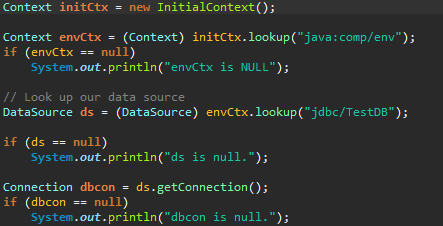 Context initCtx = new InitialContext();
Context envCtx = (Context) initCtx.lookup("java:comp/env");
if (envCtx == null)
System.out.println("envCtx is NULL");
// Look up our data source
DataSource ds = (DataSource) envCtx.lookup("jdbc/TestDB");
if (ds == null)
System.out.println("ds is null.");
Connection dbcon = ds.getConnection();
if (dbcon == null)
System.out.println("dbcon is null.");